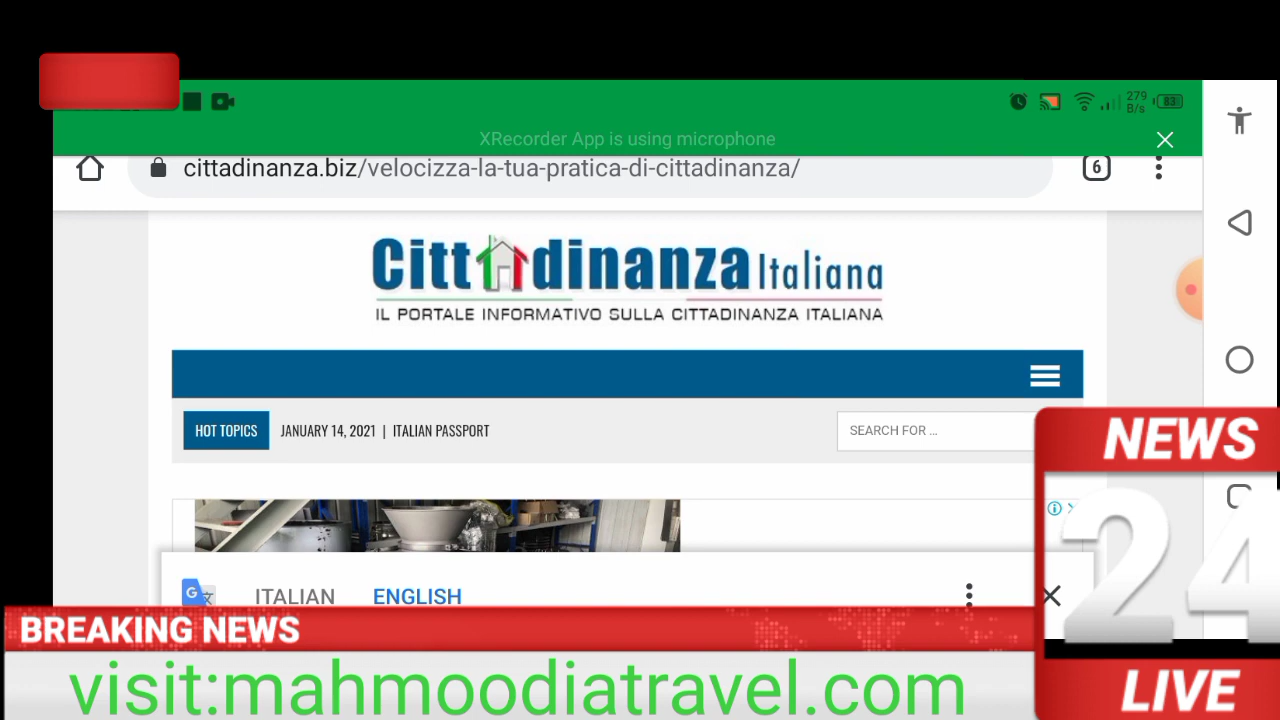 279
B/s
83
XRecorder App is using microphone
cittadinanza.biz/velocizza-la-tua-pratica-di-cittadinanza/
6
Cittadinanza Italiana
IL PORTALE INFORMATIVO SULLA CITTADINANZA ITALIANA
HOT TOPICS
JANUARY 14, 2021 | ITALIAN PASSPORT
SEARCH FOR ...
NEWS
24
G
ITALIAN
ENGLISH
BREAKING NEWS
visit:mahmoodiatravel.com
LIVE